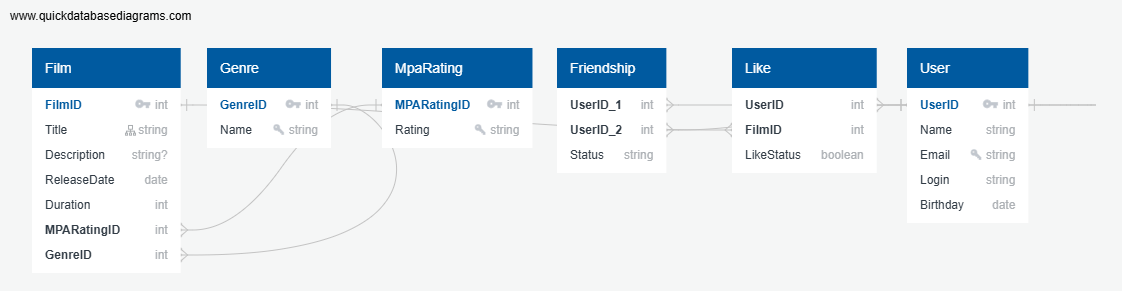 www.quickdatabasediagrams.com
Film
FilmID int
Title string
Description string?
ReleaseDate date
Duration int
MPARatingID int
GenreID int
Genre
GenreID int
Name string
MpaRating
MPARatingID int
Rating string
Friendship
UserID_1 int
UserID_2 int
Status string
Like
UserID int
FilmID int
LikeStatus boolean
User
UserID int
Name string
Email string
Login string
Birthday date